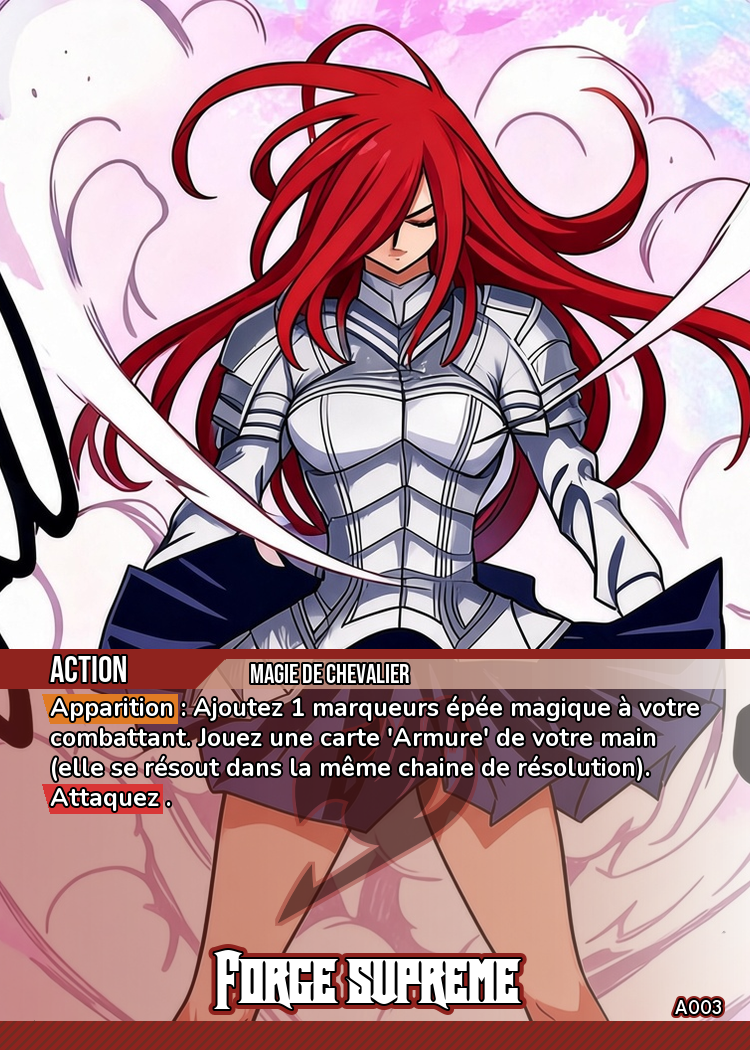 ACTION
MAGIE DE CHEVALIER
Apparition : Ajoutez 1 marqueurs épée magique à votre
combattant. Jouez une carte 'Armure' de votre main
(elle se résout dans la même chaine de résolution).
Attaquez .
FORCE SUPREME
A003